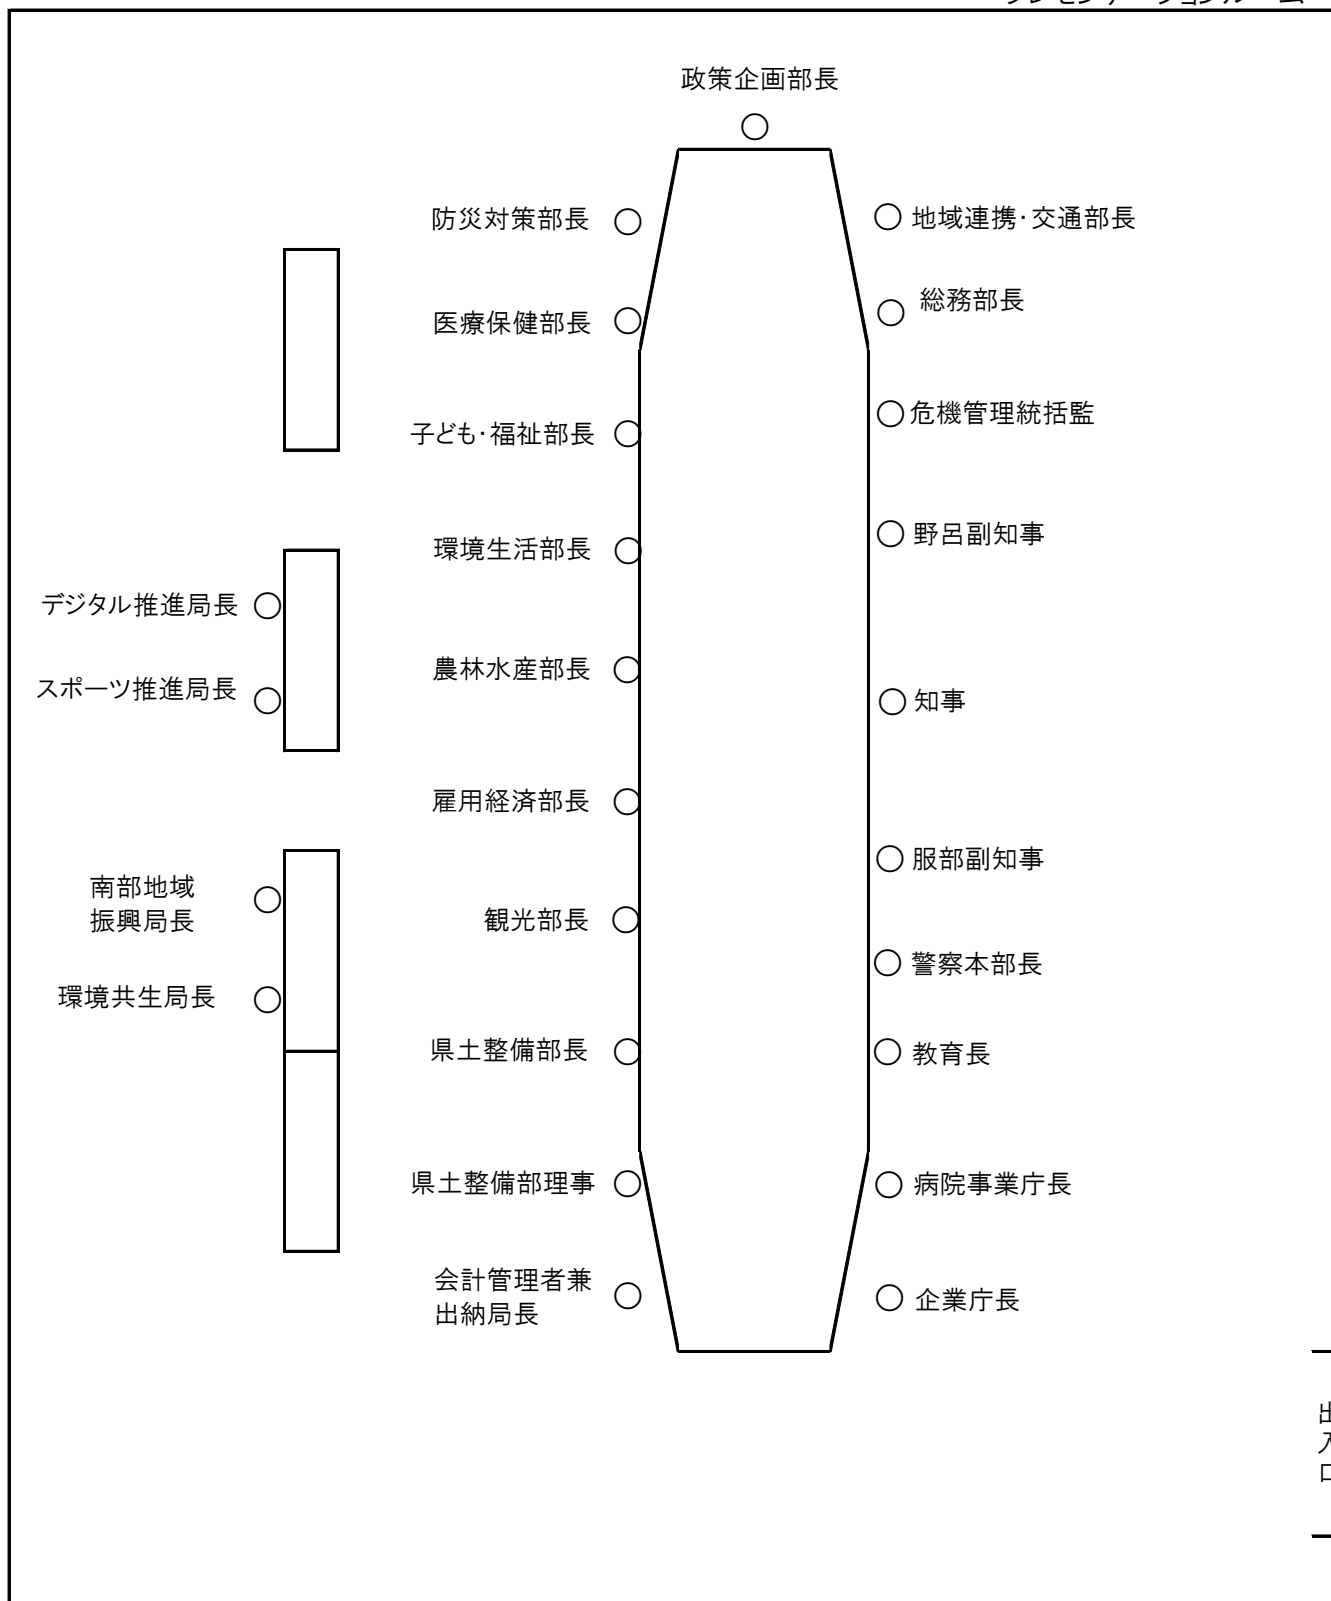 政策企画部長
防災対策部長
地域連携・交通部長
医療保健部長
総務部長
子ども・福祉部長
危機管理統括監
環境生活部長
野呂副知事
デジタル推進局長
農林水産部長
スポーツ推進局長
知事
雇用経済部長
服部副知事
南部地域
振興局長
観光部長
警察本部長
環境共生局長
県土整備部長
教育長
県土整備部理事
病院事業庁長
会計管理者兼
出納局長
企業庁長
出
入
口